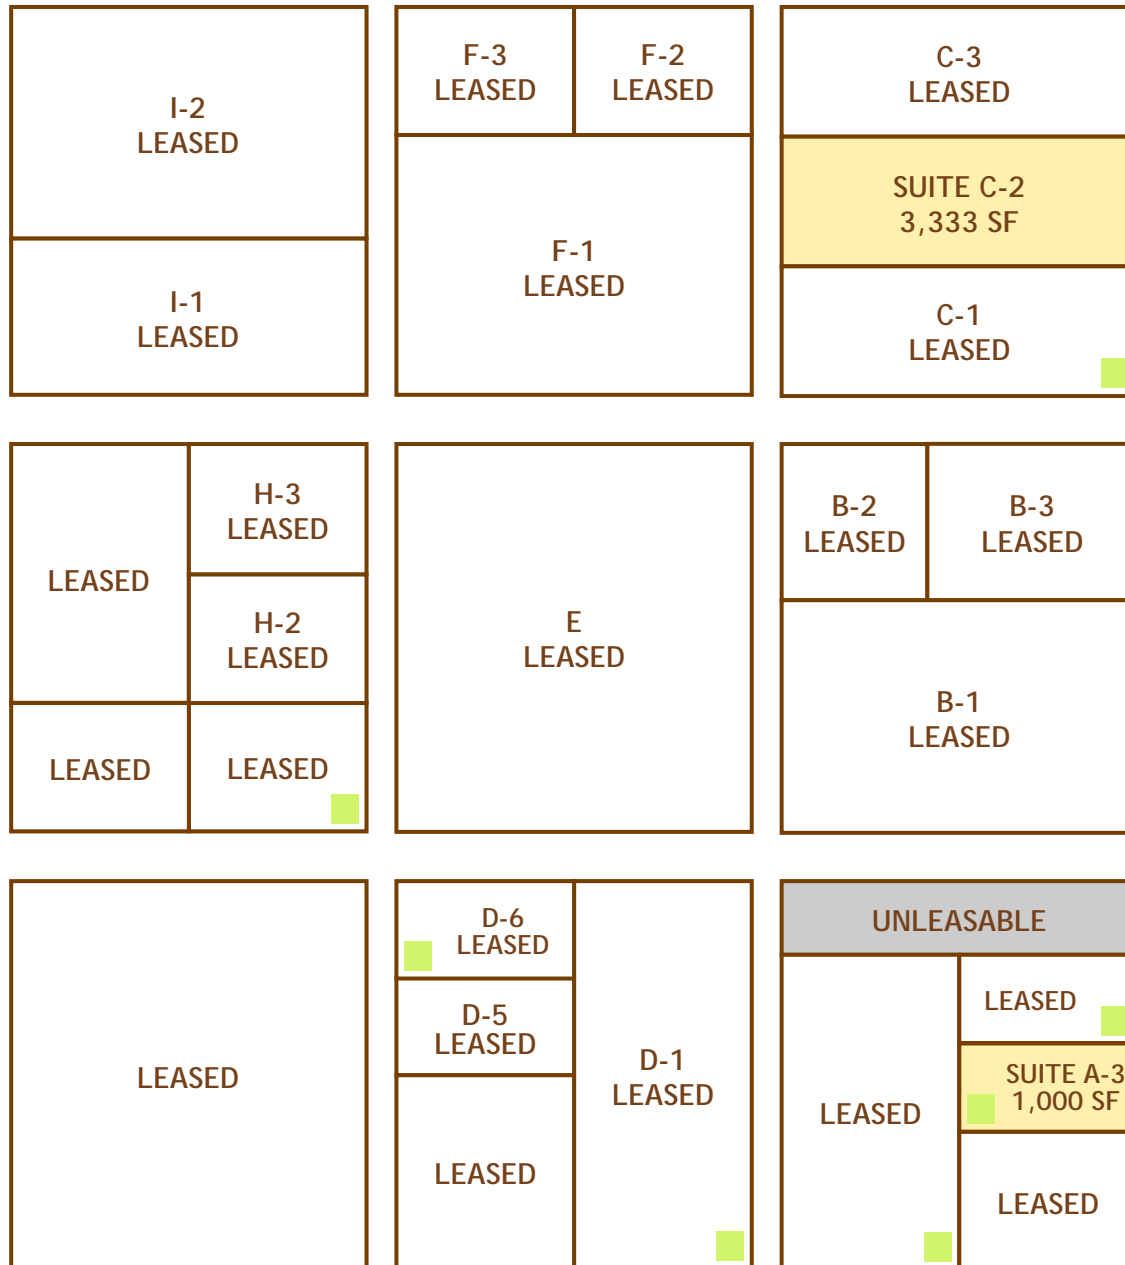 I-2
LEASED
I-1
LEASED
F-3
LEASED
F-2
LEASED
F-1
LEASED
C-3
LEASED
SUITE C-2
3,333 SF
C-1
LEASED
LEASED
H-3
LEASED
H-2
LEASED
LEASED
LEASED
E
LEASED
B-2
LEASED
B-3
LEASED
B-1
LEASED
LEASED
D-6
LEASED
D-5
LEASED
LEASED
D-1
LEASED
UNLEASABLE
LEASED
LEASED
SUITE A-3
1,000 SF
LEASED